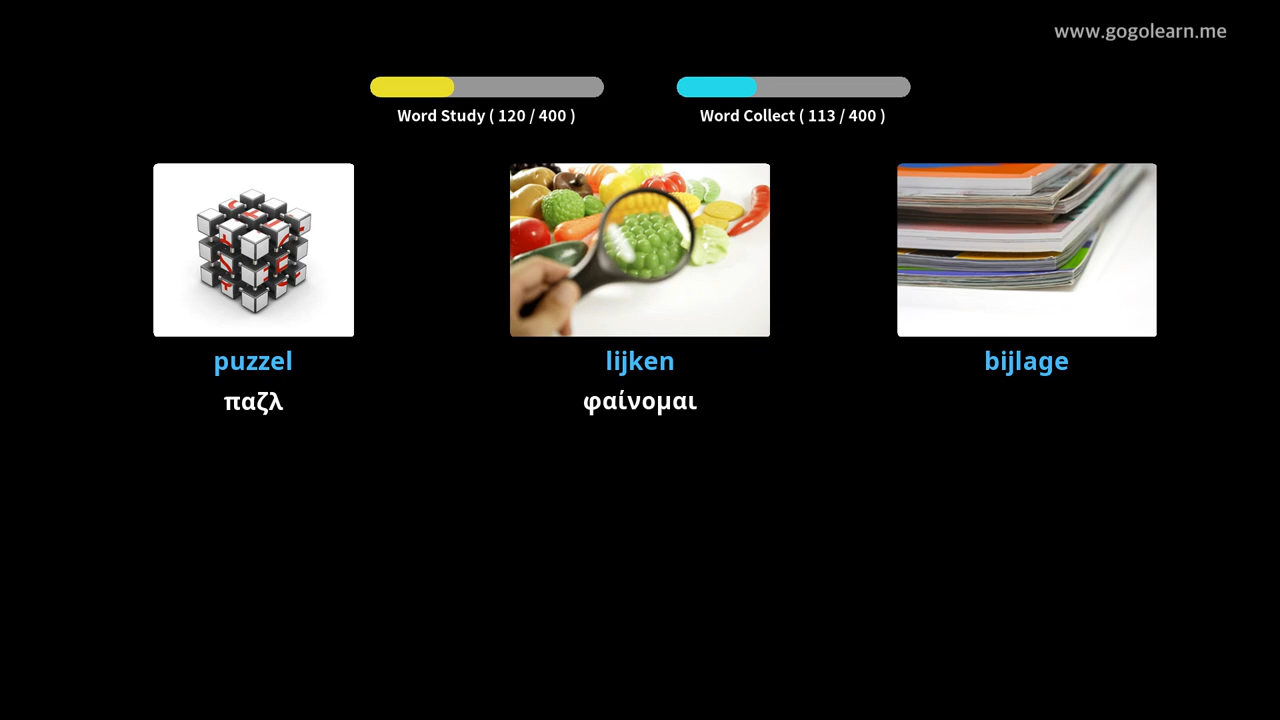 www.gogolearn.me
Word Study ( 120 / 400 )
Word Collect ( 113 / 400 )
puzzel
lijken
bijlage
παζλ
φαίνομαι